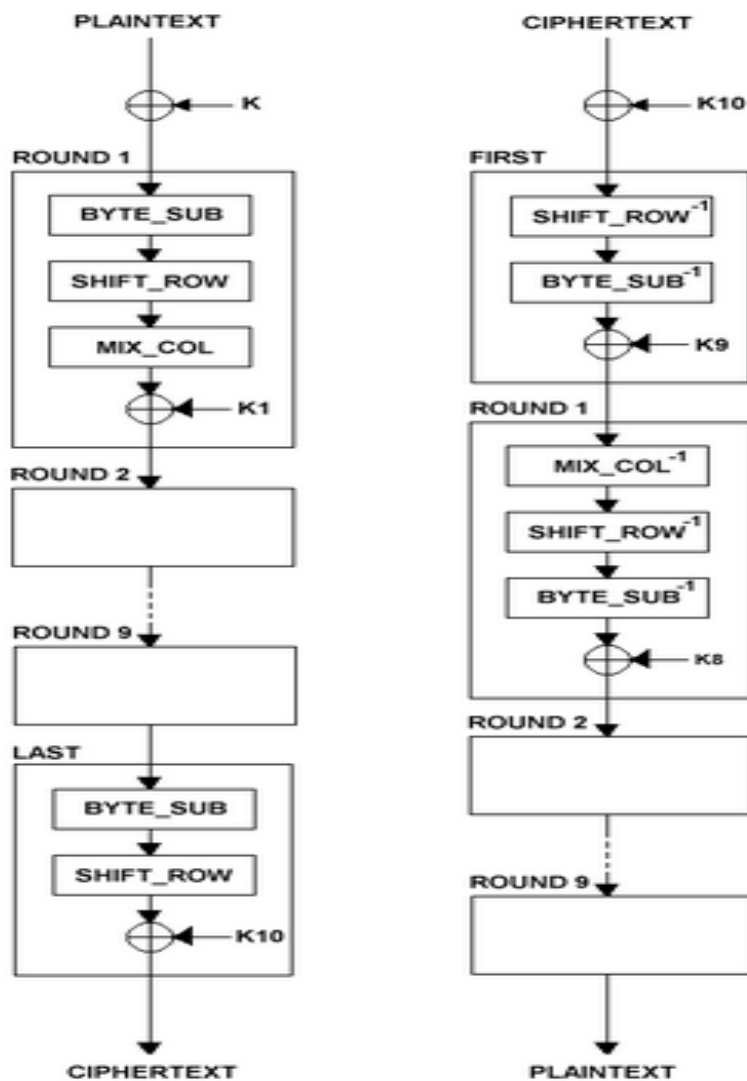 PLAINTEXT
K
ROUND 1
BYTE_SUB
SHIFT_ROW
MIX_COL
K1
ROUND 2
ROUND 9
LAST
BYTE_SUB
SHIFT_ROW
K10
CIPHERTEXT
CIPHERTEXT
K10
FIRST
SHIFT_ROW⁻¹
BYTE_SUB⁻¹
K9
ROUND 1
MIX_COL⁻¹
SHIFT_ROW⁻¹
BYTE_SUB⁻¹
K8
ROUND 2
ROUND 9
PLAINTEXT